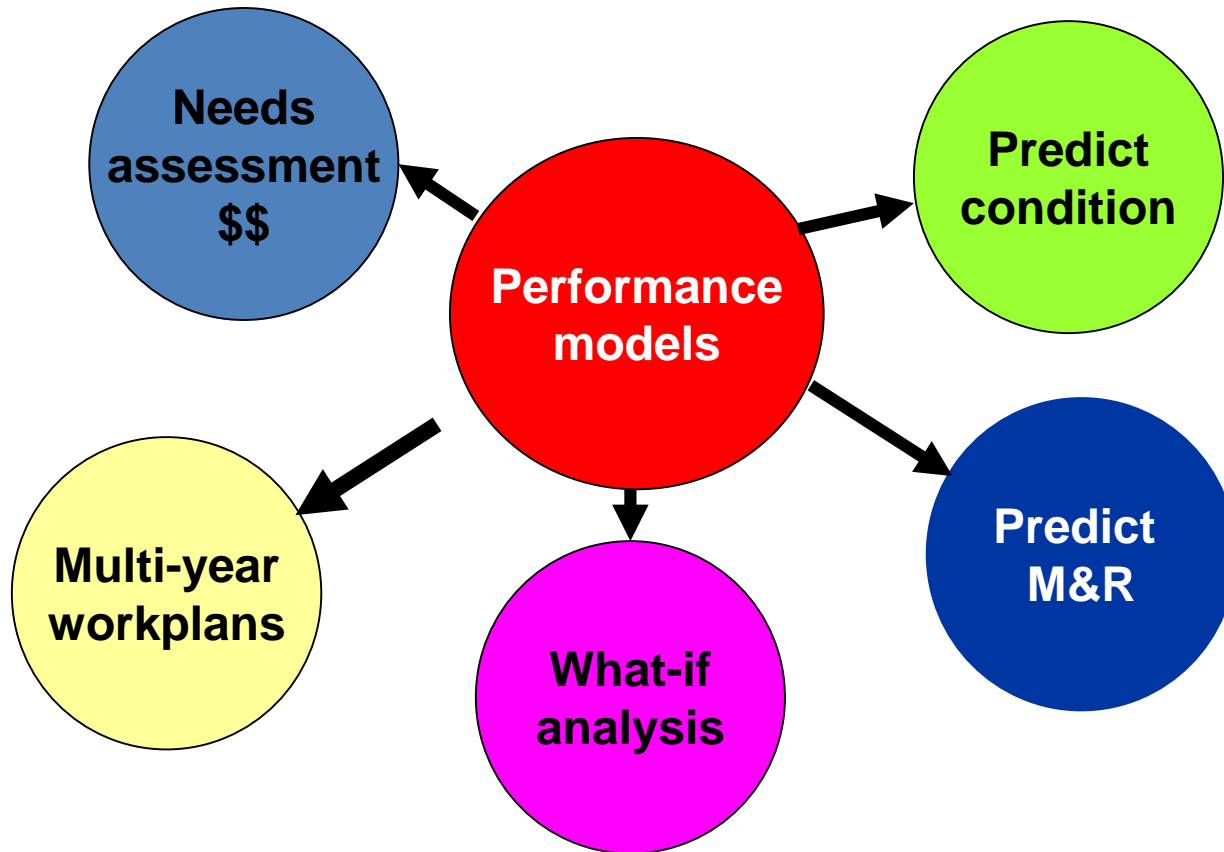 Needs
assessment
$$
Predict
condition
Performance
models
Multi-year
workplans
What-if
analysis
Predict
M&R